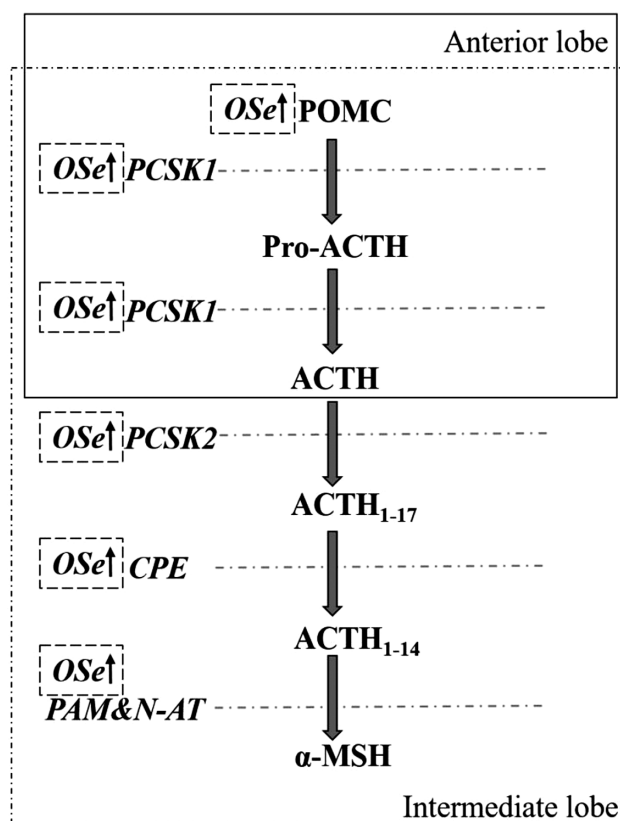 Anterior lobe
OSe↑ POMC
OSe↑ PCSK1
Pro-ACTH
OSe↑ PCSK1
ACTH
OSe↑ PCSK2
ACTH1-17
OSe↑ CPE
ACTH1-14
OSe↑
PAM&N-AT
α-MSH
Intermediate lobe